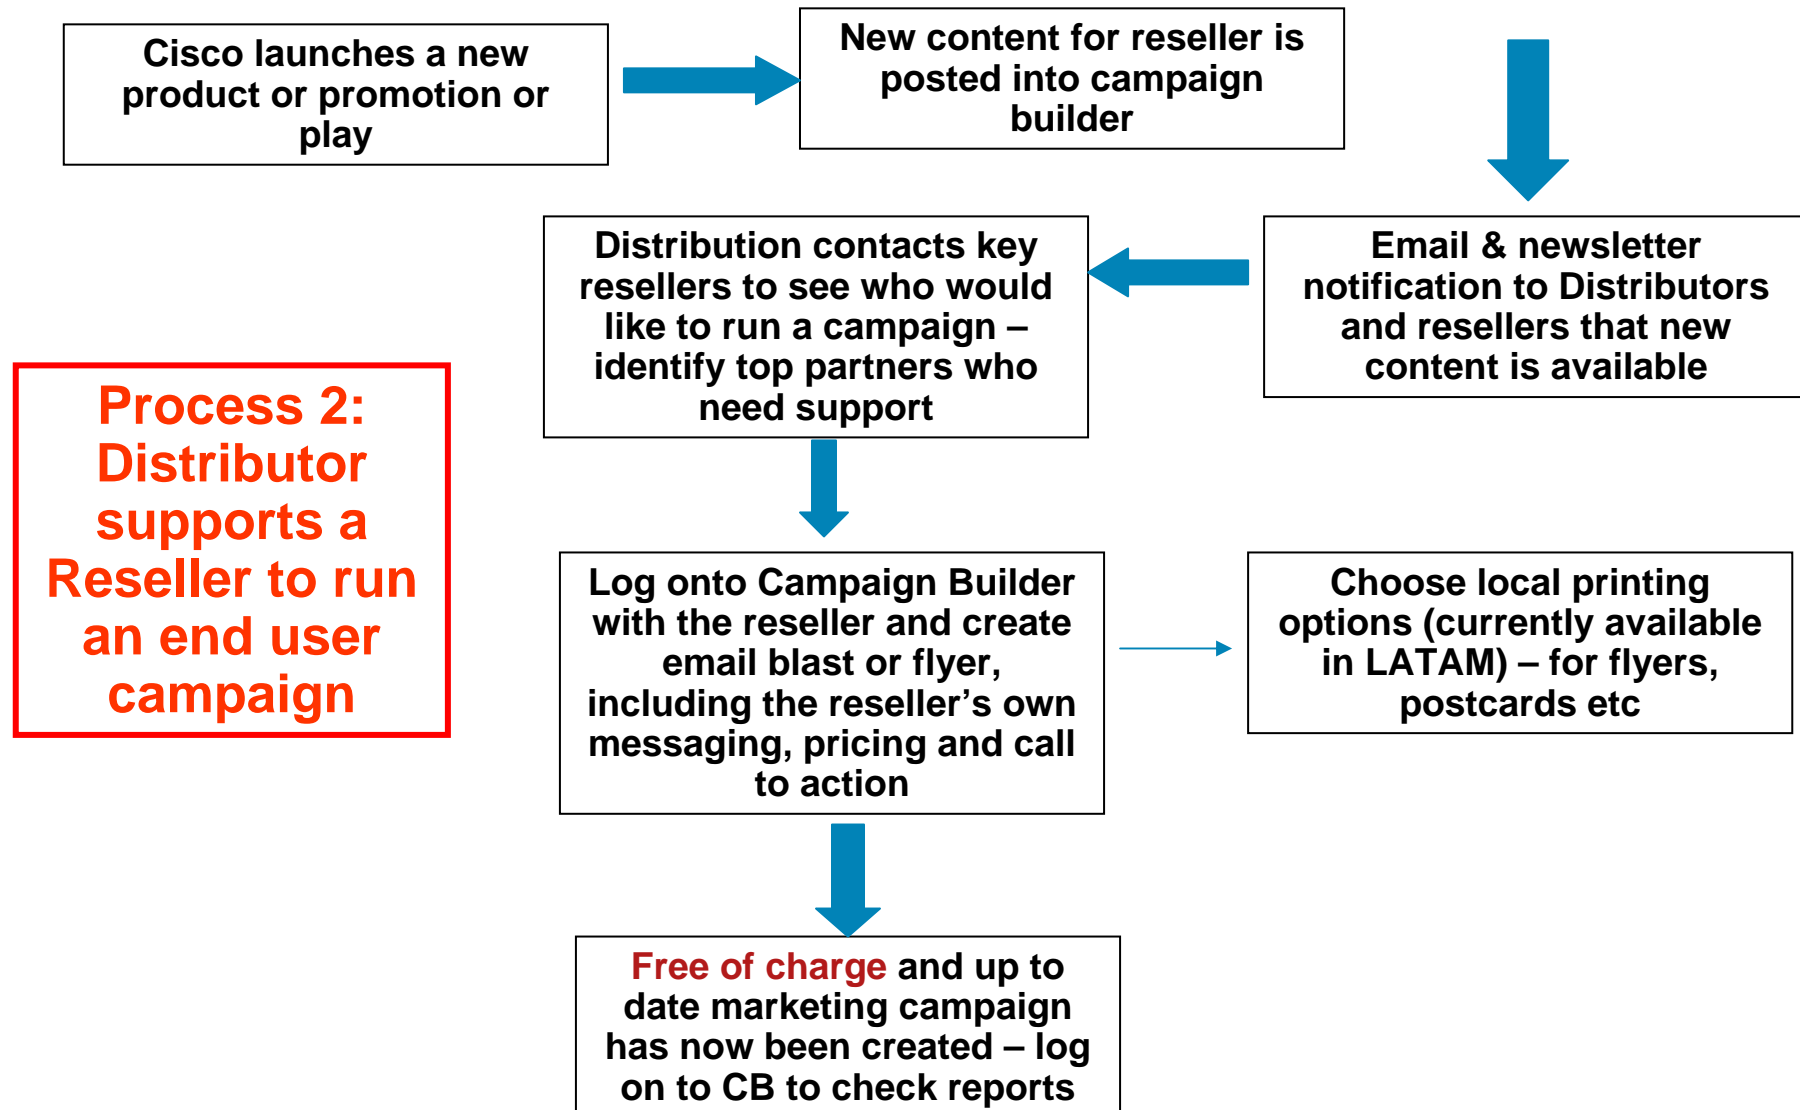 Cisco launches a new
product or promotion or
play
New content for reseller is
posted into campaign
builder
Email & newsletter
notification to Distributors
and resellers that new
content is available
Distribution contacts key
resellers to see who would
like to run a campaign –
identify top partners who
need support
Process 2:
Distributor
supports a
Reseller to run
an end user
campaign
Log onto Campaign Builder
with the reseller and create
email blast or flyer,
including the reseller’s own
messaging, pricing and call
to action
Choose local printing
options (currently available
in LATAM) – for flyers,
postcards etc
Free of charge and up to
date marketing campaign
has now been created – log
on to CB to check reports